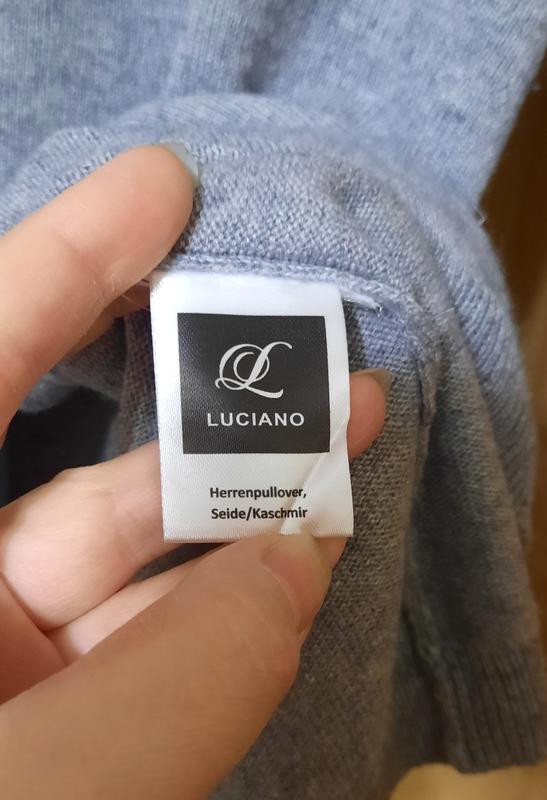 L
LUCIANO
Herrenpullover,
Seide/Kaschmir